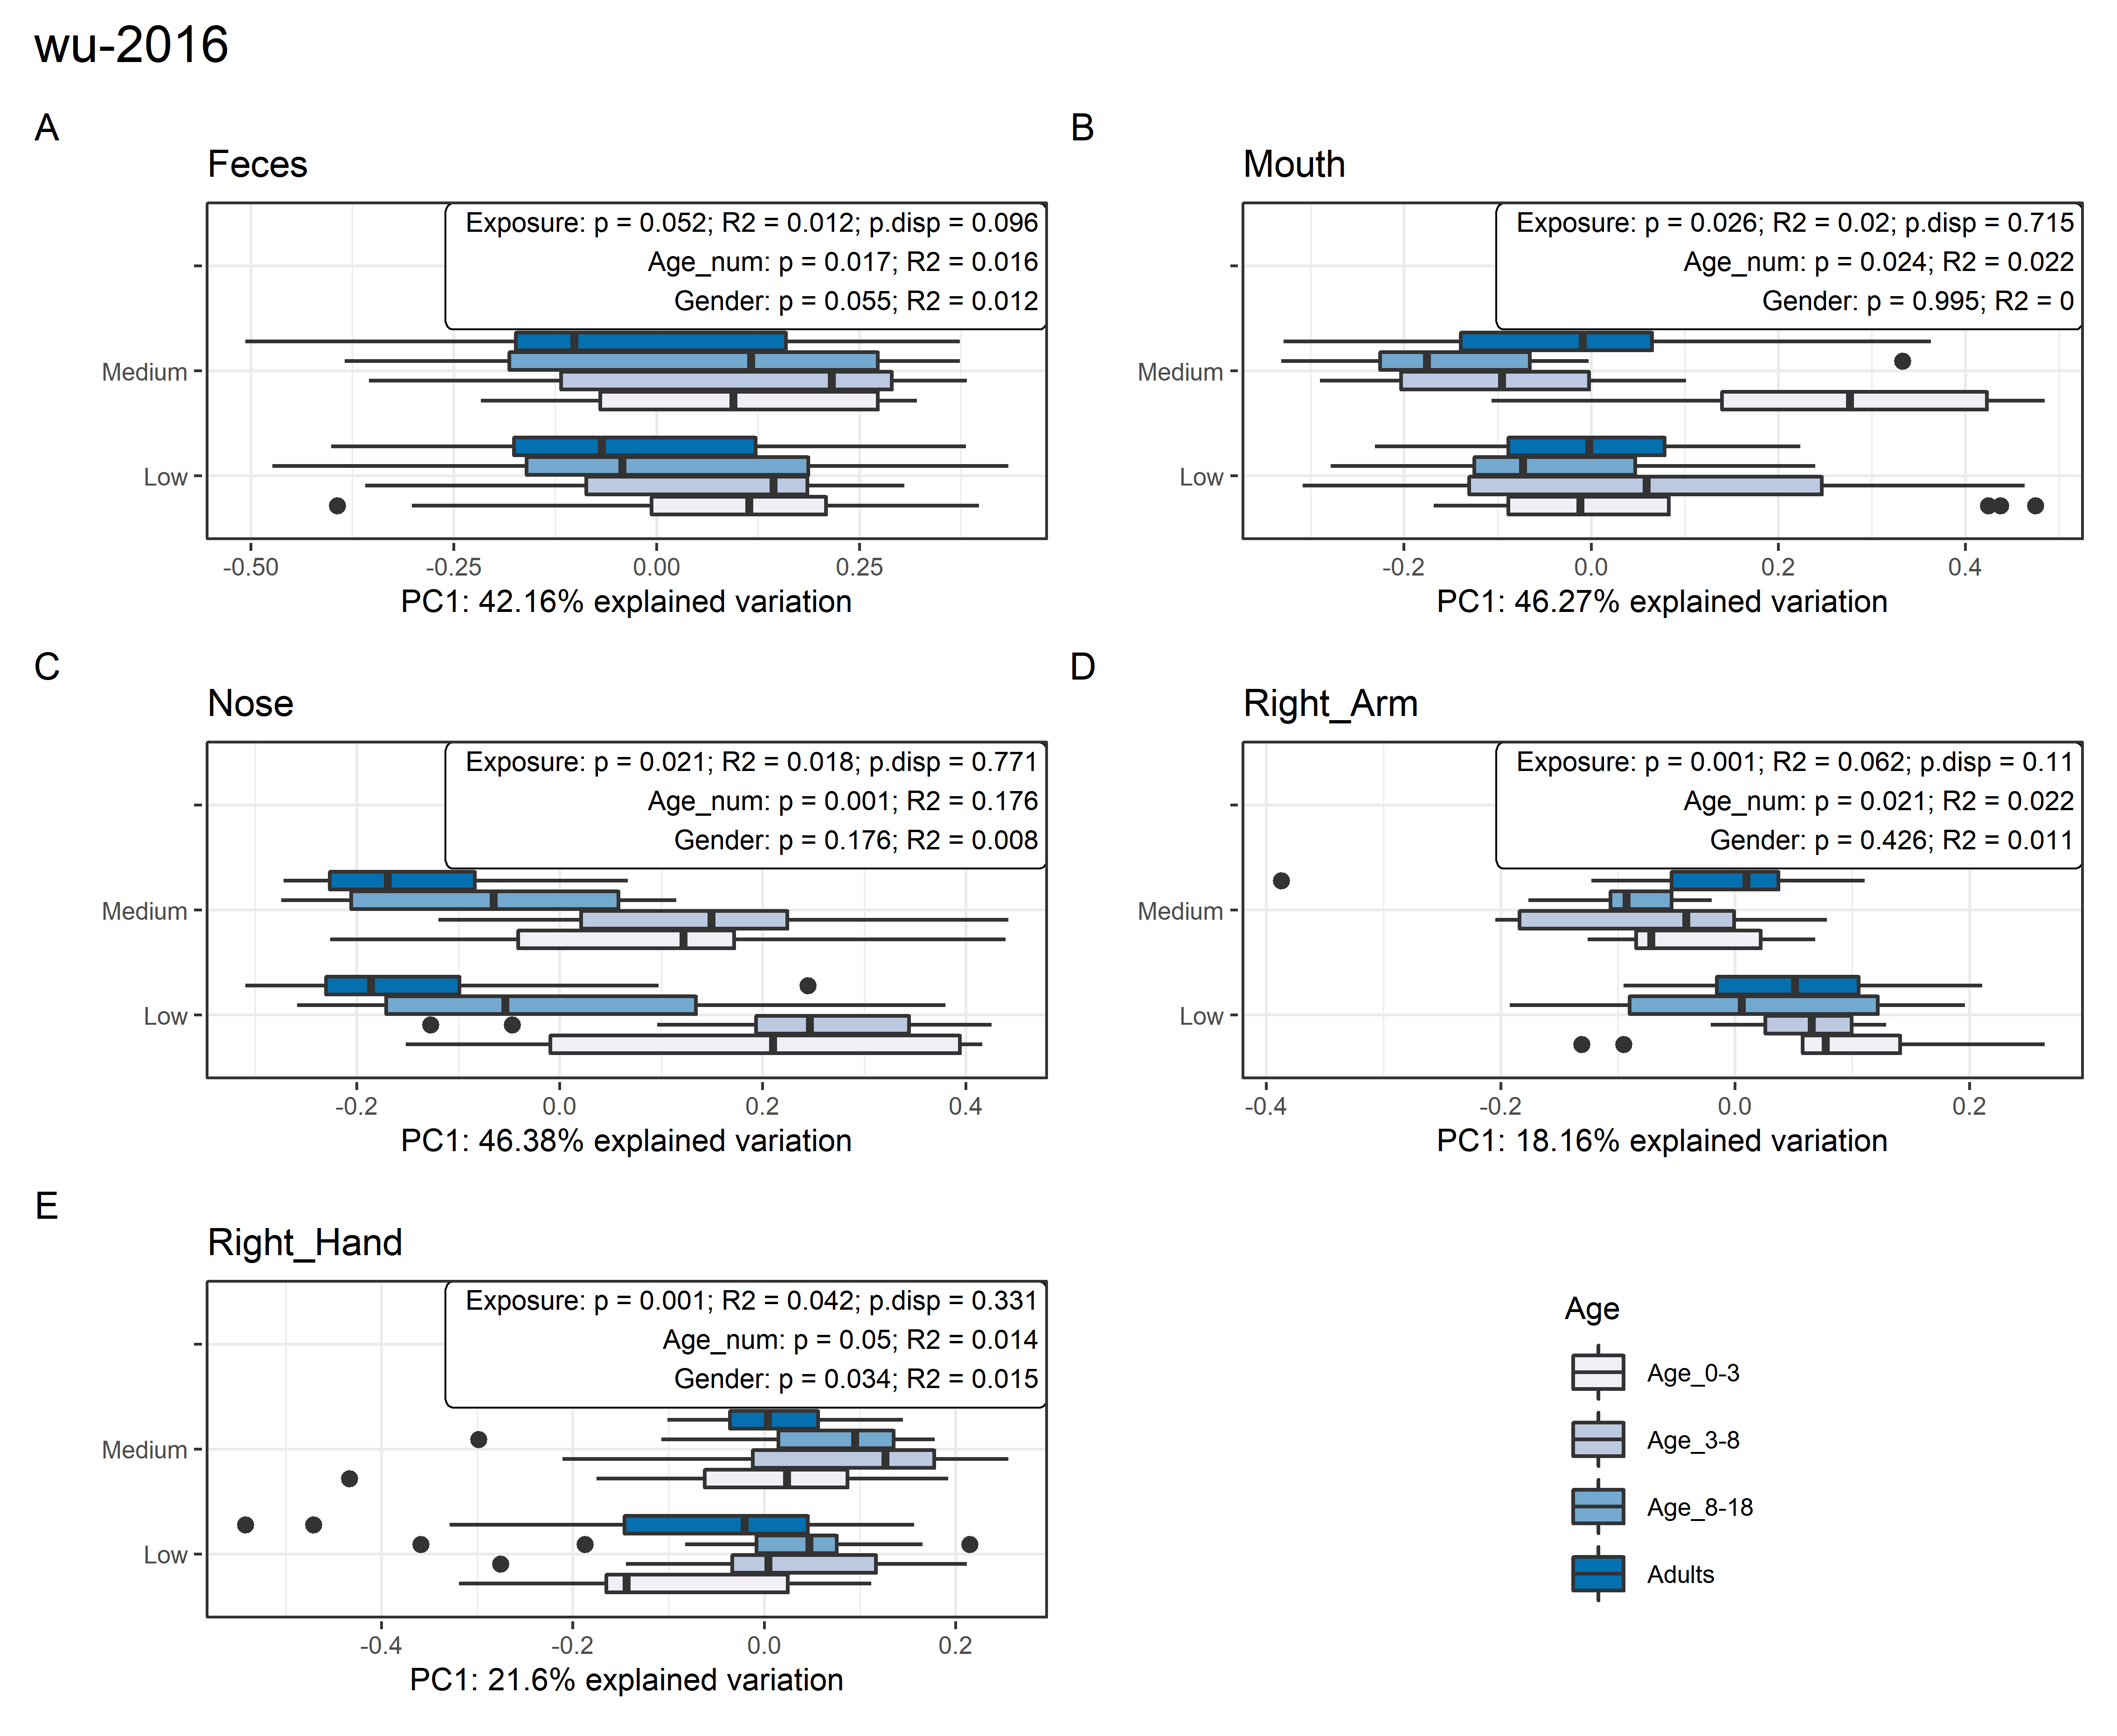 wu-2016
A
Feces
Exposure: p = 0.052; R2 = 0.012; p.disp = 0.096
Age_num: p = 0.017; R2 = 0.016
Gender: p = 0.055; R2 = 0.012
Medium
Low
-0.50 -0.25 0.00 0.25
PC1: 42.16% explained variation
B
Mouth
Exposure: p = 0.026; R2 = 0.02; p.disp = 0.715
Age_num: p = 0.024; R2 = 0.022
Gender: p = 0.995; R2 = 0
Medium
Low
-0.2 0.0 0.2 0.4
PC1: 46.27% explained variation
C
Nose
Exposure: p = 0.021; R2 = 0.018; p.disp = 0.771
Age_num: p = 0.001; R2 = 0.176
Gender: p = 0.176; R2 = 0.008
Medium
Low
-0.2 0.0 0.2 0.4
PC1: 46.38% explained variation
D
Right_Arm
Exposure: p = 0.001; R2 = 0.062; p.disp = 0.11
Age_num: p = 0.021; R2 = 0.022
Gender: p = 0.426; R2 = 0.011
Medium
Low
-0.4 -0.2 0.0 0.2
PC1: 18.16% explained variation
E
Right_Hand
Exposure: p = 0.001; R2 = 0.042; p.disp = 0.331
Age_num: p = 0.05; R2 = 0.014
Gender: p = 0.034; R2 = 0.015
Medium
Low
-0.4 -0.2 0.0 0.2
PC1: 21.6% explained variation
Age
Age_0-3
Age_3-8
Age_8-18
Adults